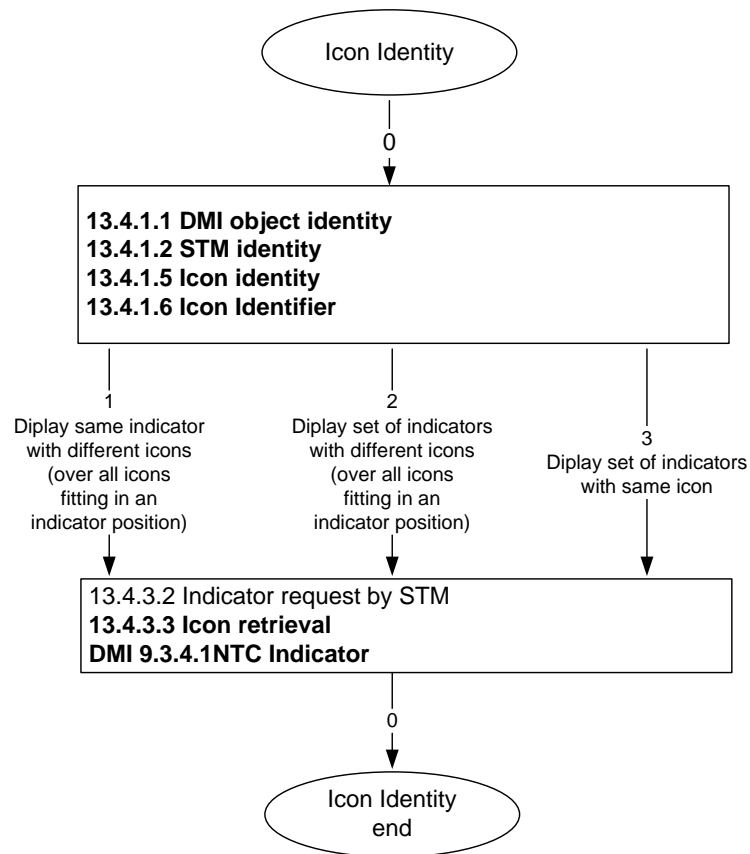 Icon Identity
0
13.4.1.1 DMI object identity
13.4.1.2 STM identity
13.4.1.5 Icon identity
13.4.1.6 Icon Identifier
1
Diplay same indicator
with different icons
(over all icons
fitting in an
indicator position)
2
Diplay set of indicators
with different icons
(over all icons
fitting in an
indicator position)
3
Diplay set of indicators
with same icon
13.4.3.2 Indicator request by STM
13.4.3.3 Icon retrieval
DMI 9.3.4.1NTC Indicator
0
Icon Identity
end